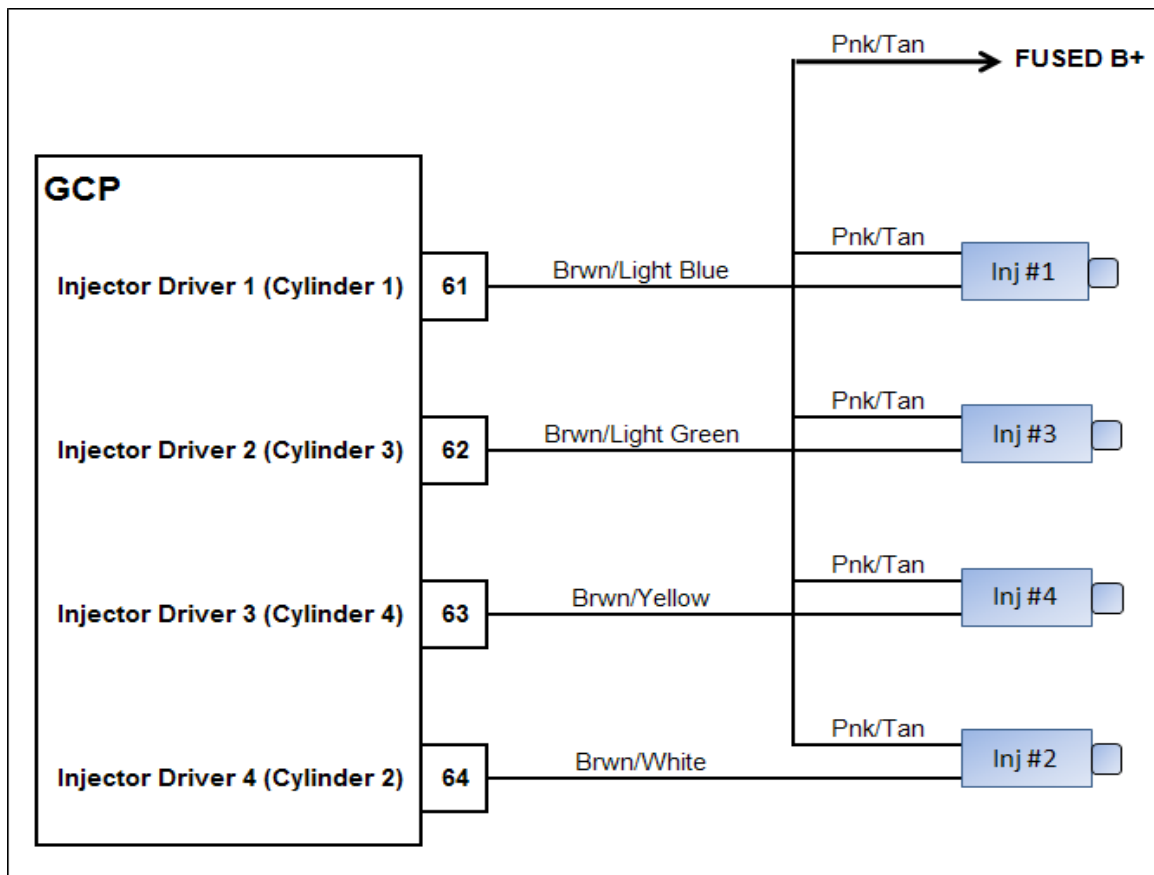 Pnk/Tan
FUSED B+
GCP
Injector Driver 1 (Cylinder 1)
61
Brwn/Light Blue
Pnk/Tan
Inj #1
Injector Driver 2 (Cylinder 3)
62
Brwn/Light Green
Pnk/Tan
Inj #3
Injector Driver 3 (Cylinder 4)
63
Brwn/Yellow
Pnk/Tan
Inj #4
Injector Driver 4 (Cylinder 2)
64
Brwn/White
Pnk/Tan
Inj #2